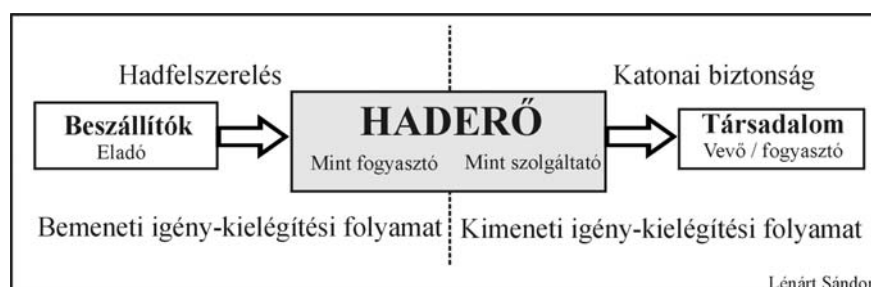 Hadfelszerelés
Katonai biztonság
Beszállítók
Eladó
HADERŐ
Mint fogyasztó Mint szolgáltató
Társadalom
Vevő / fogyasztó
Bemeneti igény-kielégítési folyamat
Kimeneti igény-kielégítési folyamat
Lénárt Sándor